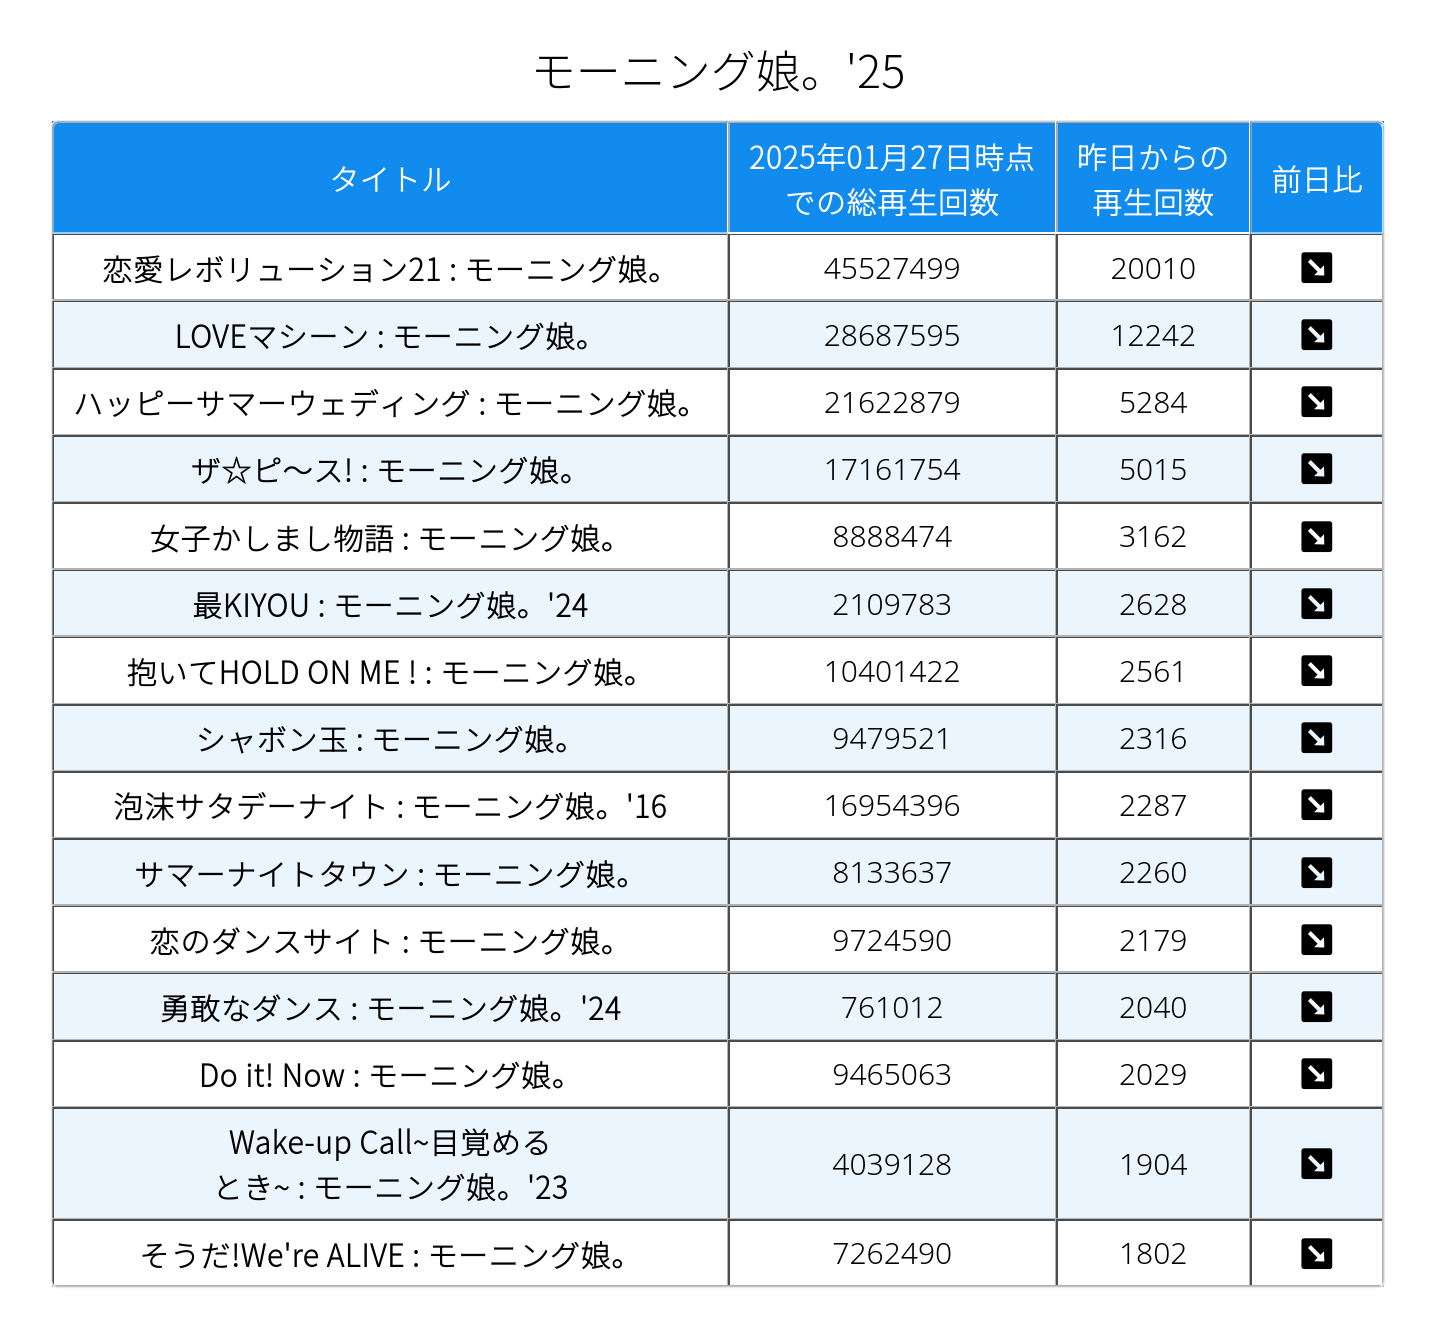 モーニング娘。'25
タイトル
2025年01月27日時点
での総再生回数
昨日からの
再生回数
前日比
恋愛レボリューション21 : モーニング娘。 45527499 20010
LOVEマシーン : モーニング娘。 28687595 12242
ハッピーサマーウェディング : モーニング娘。 21622879 5284
ザ☆ピ〜ス! : モーニング娘。 17161754 5015
女子かしまし物語 : モーニング娘。 8888474 3162
最KIYOU : モーニング娘。'24 2109783 2628
抱いてHOLD ON ME ! : モーニング娘。 10401422 2561
シャボン玉 : モーニング娘。 9479521 2316
泡沫サタデーナイト : モーニング娘。'16 16954396 2287
サマーナイトタウン : モーニング娘。 8133637 2260
恋のダンスサイト : モーニング娘。 9724590 2179
勇敢なダンス : モーニング娘。'24 761012 2040
Do it! Now : モーニング娘。 9465063 2029
Wake-up Call~目覚める
とき~ : モーニング娘。'23 4039128 1904
そうだ!We're ALIVE : モーニング娘。 7262490 1802